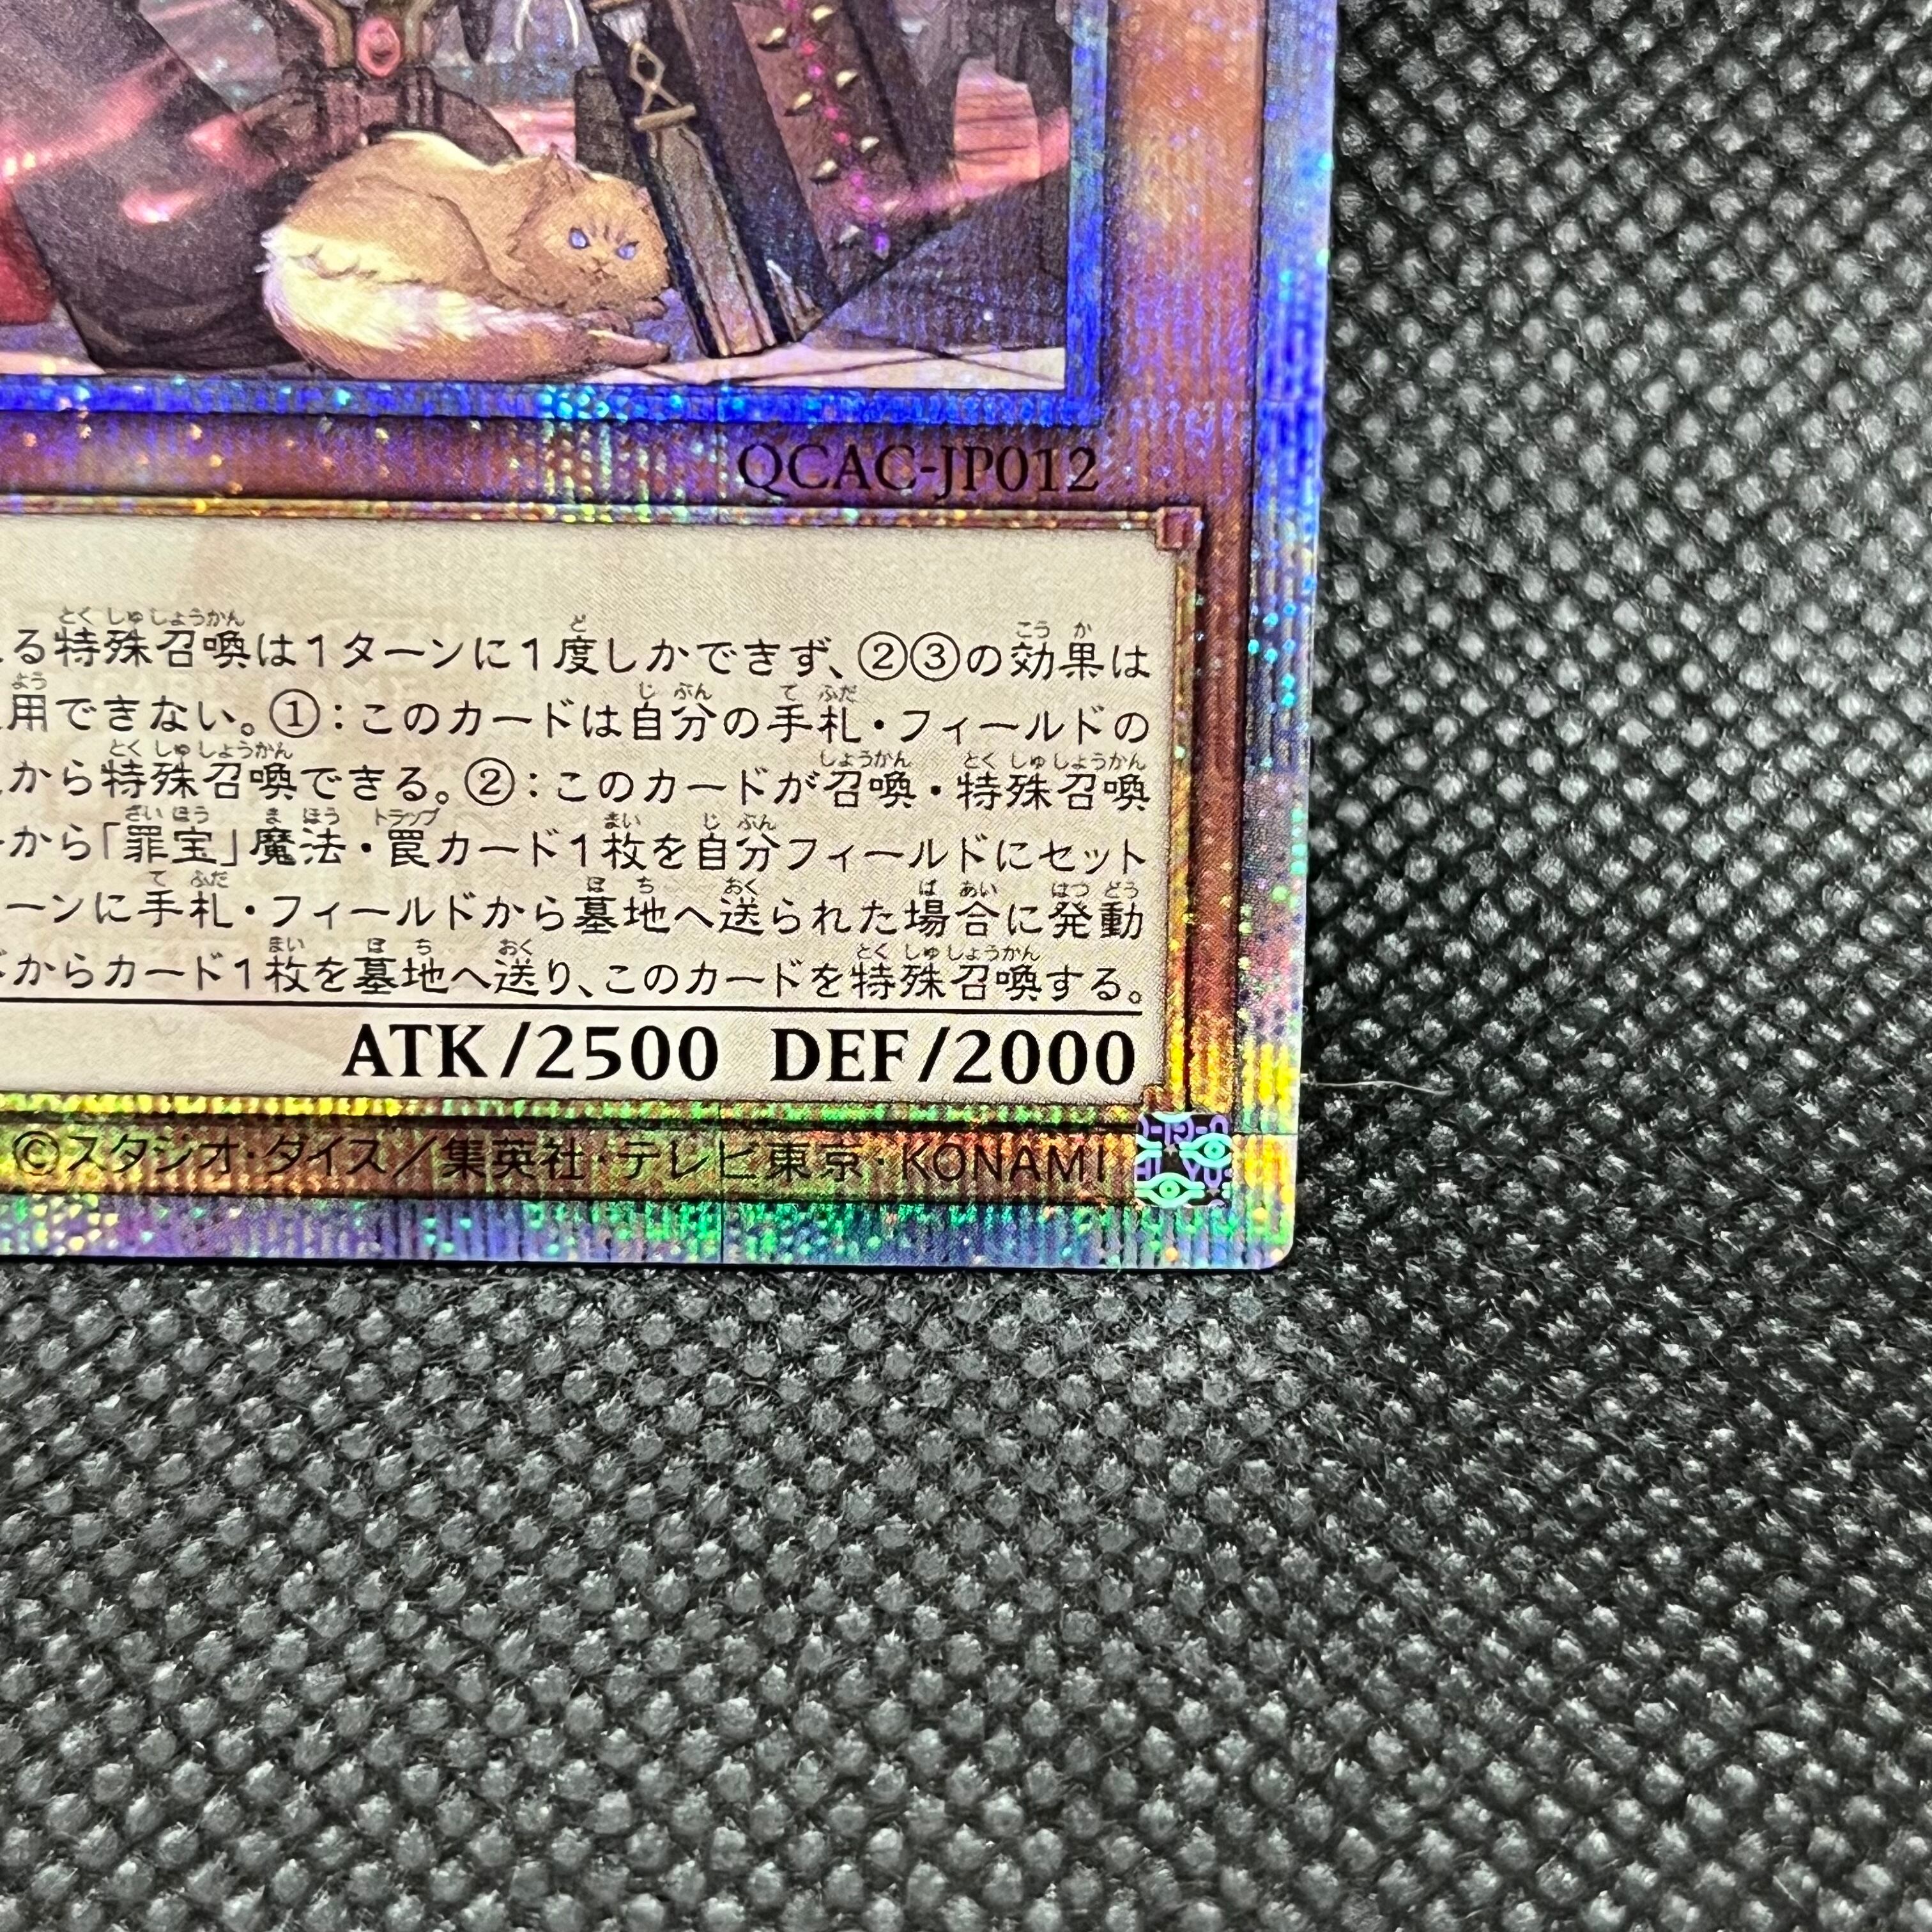 QCAC-JP012
る特殊召喚は1ターンに1度しかできず、②③の効果は
用できない。①：このカードは自分の手札・フィールドの
から特殊召喚できる。②：このカードが召喚・特殊召喚
から「罪宝」魔法・罠カード1枚を自分フィールドにセット
ーンに手札・フィールドから墓地へ送られた場合に発動
からカード1枚を墓地へ送り、このカードを特殊召喚する。
ATK/2500 DEF/2000
©スタジオ・ダイス／集英社・テレビ東京・KONAMI